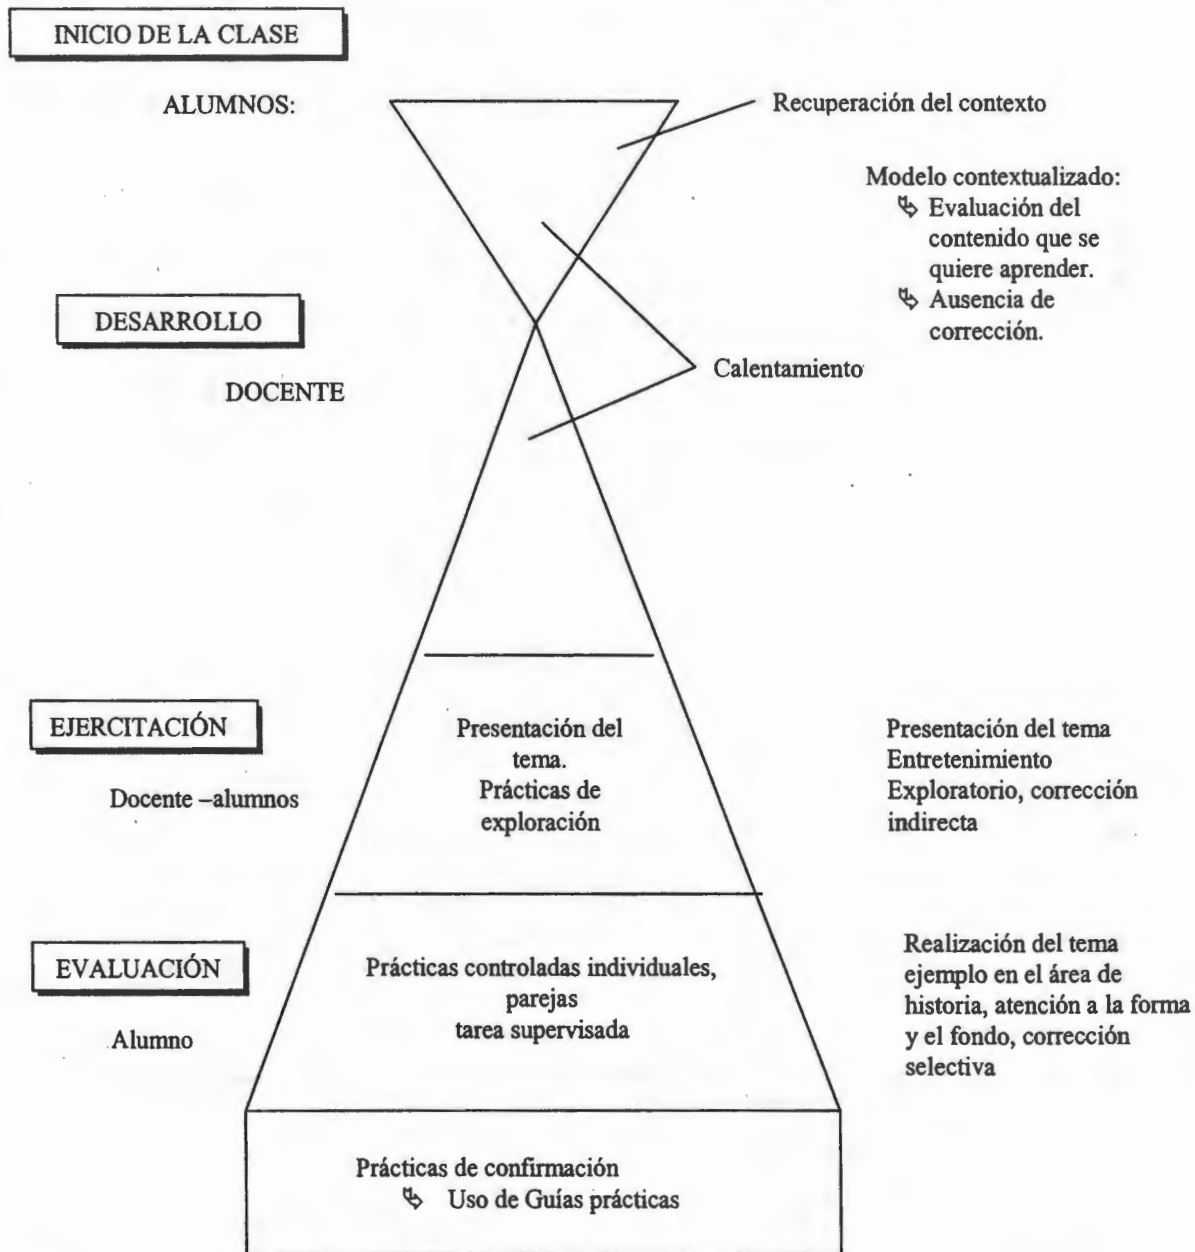 INICIO DE LA CLASE
ALUMNOS:
Recuperación del contexto
Modelo contextualizado:
Evaluación del
contenido que se
quiere aprender.
Ausencia de
corrección.
DESARROLLO
DOCENTE
Calentamiento
EJERCITACIÓN
Docente –alumnos
Presentación del
tema.
Prácticas de
exploración
Presentación del tema
Entretenimiento
Exploratorio, corrección
indirecta
EVALUACIÓN
Alumno
Prácticas controladas individuales,
parejas
tarea supervisada
Realización del tema
ejemplo en el área de
historia, atención a la forma
y el fondo, corrección
selectiva
Prácticas de confirmación
Uso de Guías prácticas